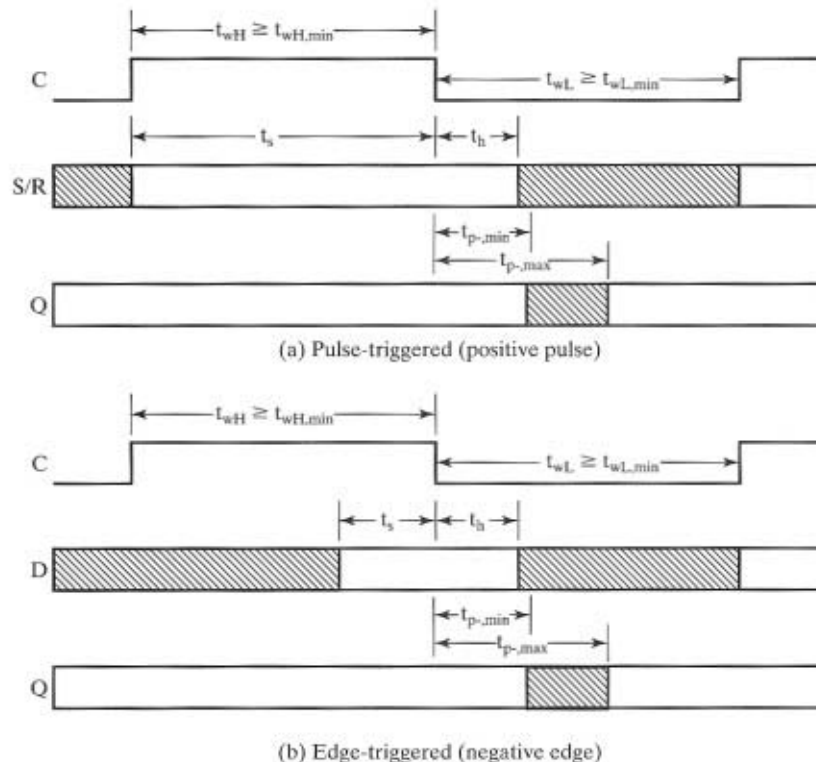 t_wH ≥ t_wH,min
C
t_wL ≥ t_wL,min
t_s
t_h
S/R
t_p-,min
t_p-,max
Q
(a) Pulse-triggered (positive pulse)
t_wH ≥ t_wH,min
C
t_wL ≥ t_wL,min
t_s
t_h
D
t_p-,min
t_p-,max
Q
(b) Edge-triggered (negative edge)